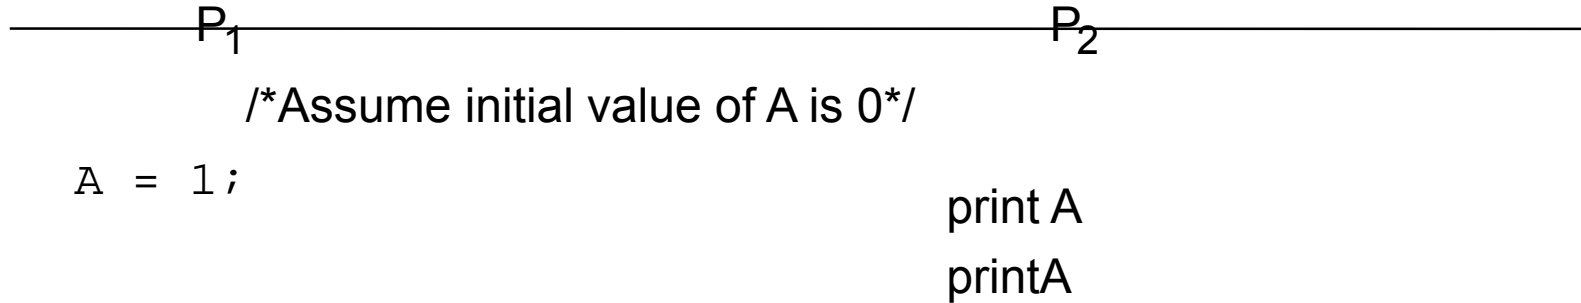 P1 P2
/*Assume initial value of A is 0*/
A = 1;
print A
printA